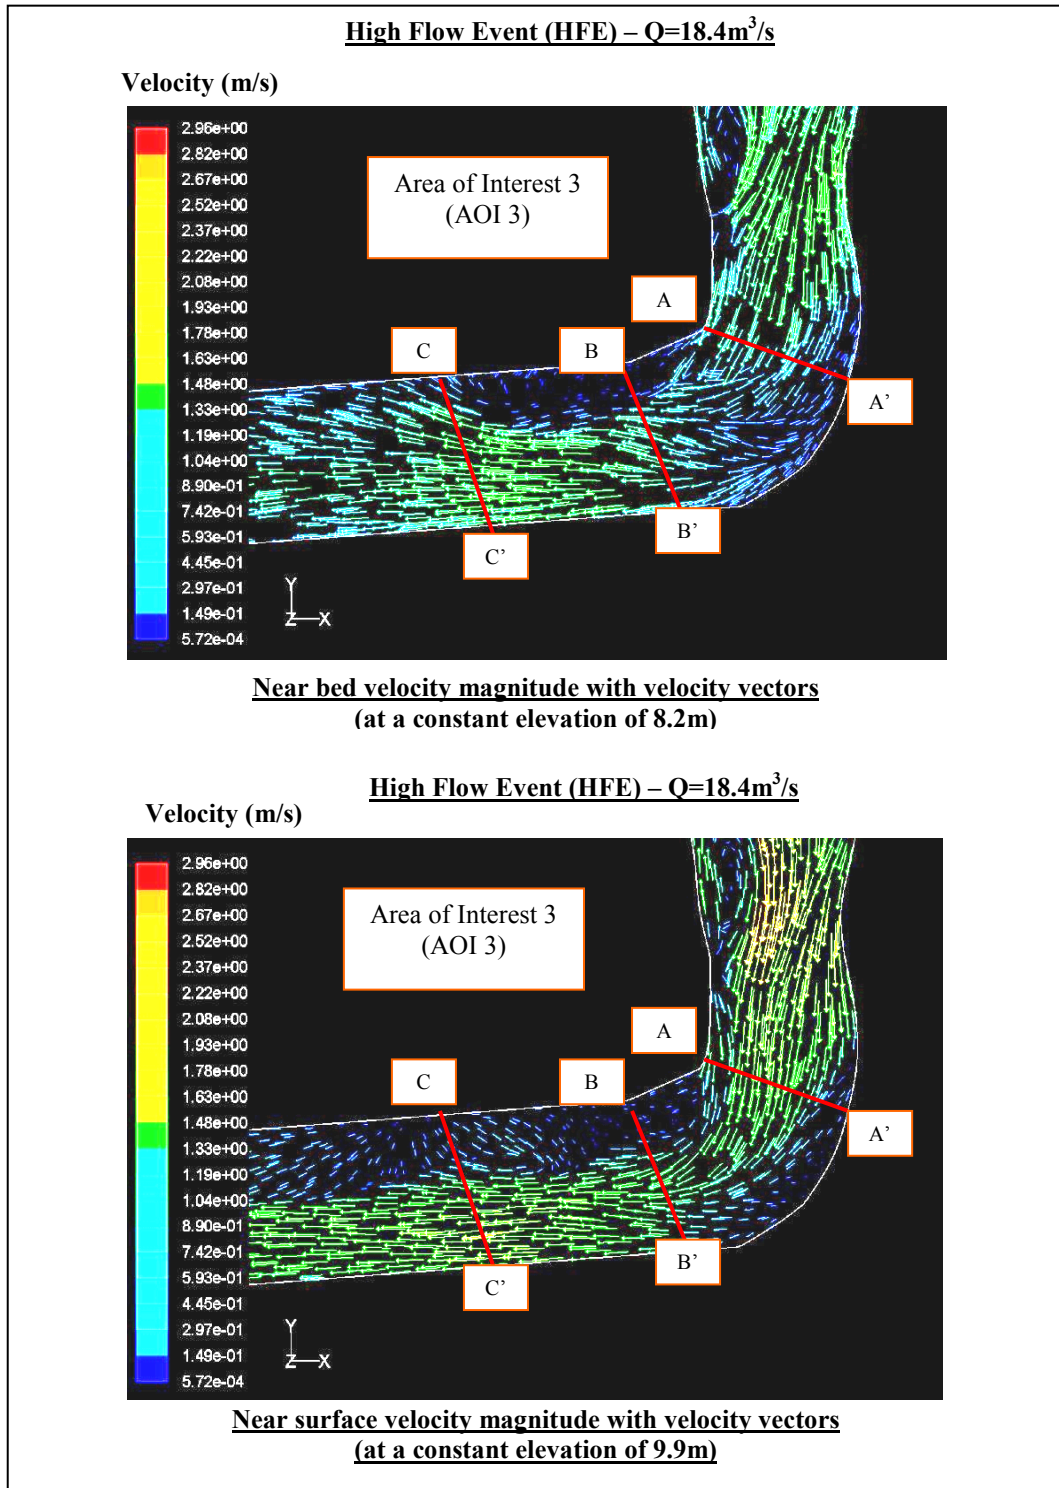 High Flow Event (HFE) – Q=18.4m³/s
Velocity (m/s)
2.96e+00
2.82e+00
2.67e+00
2.52e+00
2.37e+00
2.22e+00
2.08e+00
1.93e+00
1.78e+00
1.63e+00
1.48e+00
1.33e+00
1.19e+00
1.04e+00
8.90e-01
7.42e-01
5.93e-01
4.45e-01
2.97e-01
1.49e-01
5.72e-04
Area of Interest 3
(AOI 3)
A
B
C
A’
B’
C’
Y
Z
X
Near bed velocity magnitude with velocity vectors
(at a constant elevation of 8.2m)
High Flow Event (HFE) – Q=18.4m³/s
Velocity (m/s)
2.96e+00
2.82e+00
2.67e+00
2.52e+00
2.37e+00
2.22e+00
2.08e+00
1.93e+00
1.78e+00
1.63e+00
1.48e+00
1.33e+00
1.19e+00
1.04e+00
8.90e-01
7.42e-01
5.93e-01
4.45e-01
2.97e-01
1.49e-01
5.72e-04
Area of Interest 3
(AOI 3)
A
B
C
A’
B’
C’
Y
Z
X
Near surface velocity magnitude with velocity vectors
(at a constant elevation of 9.9m)